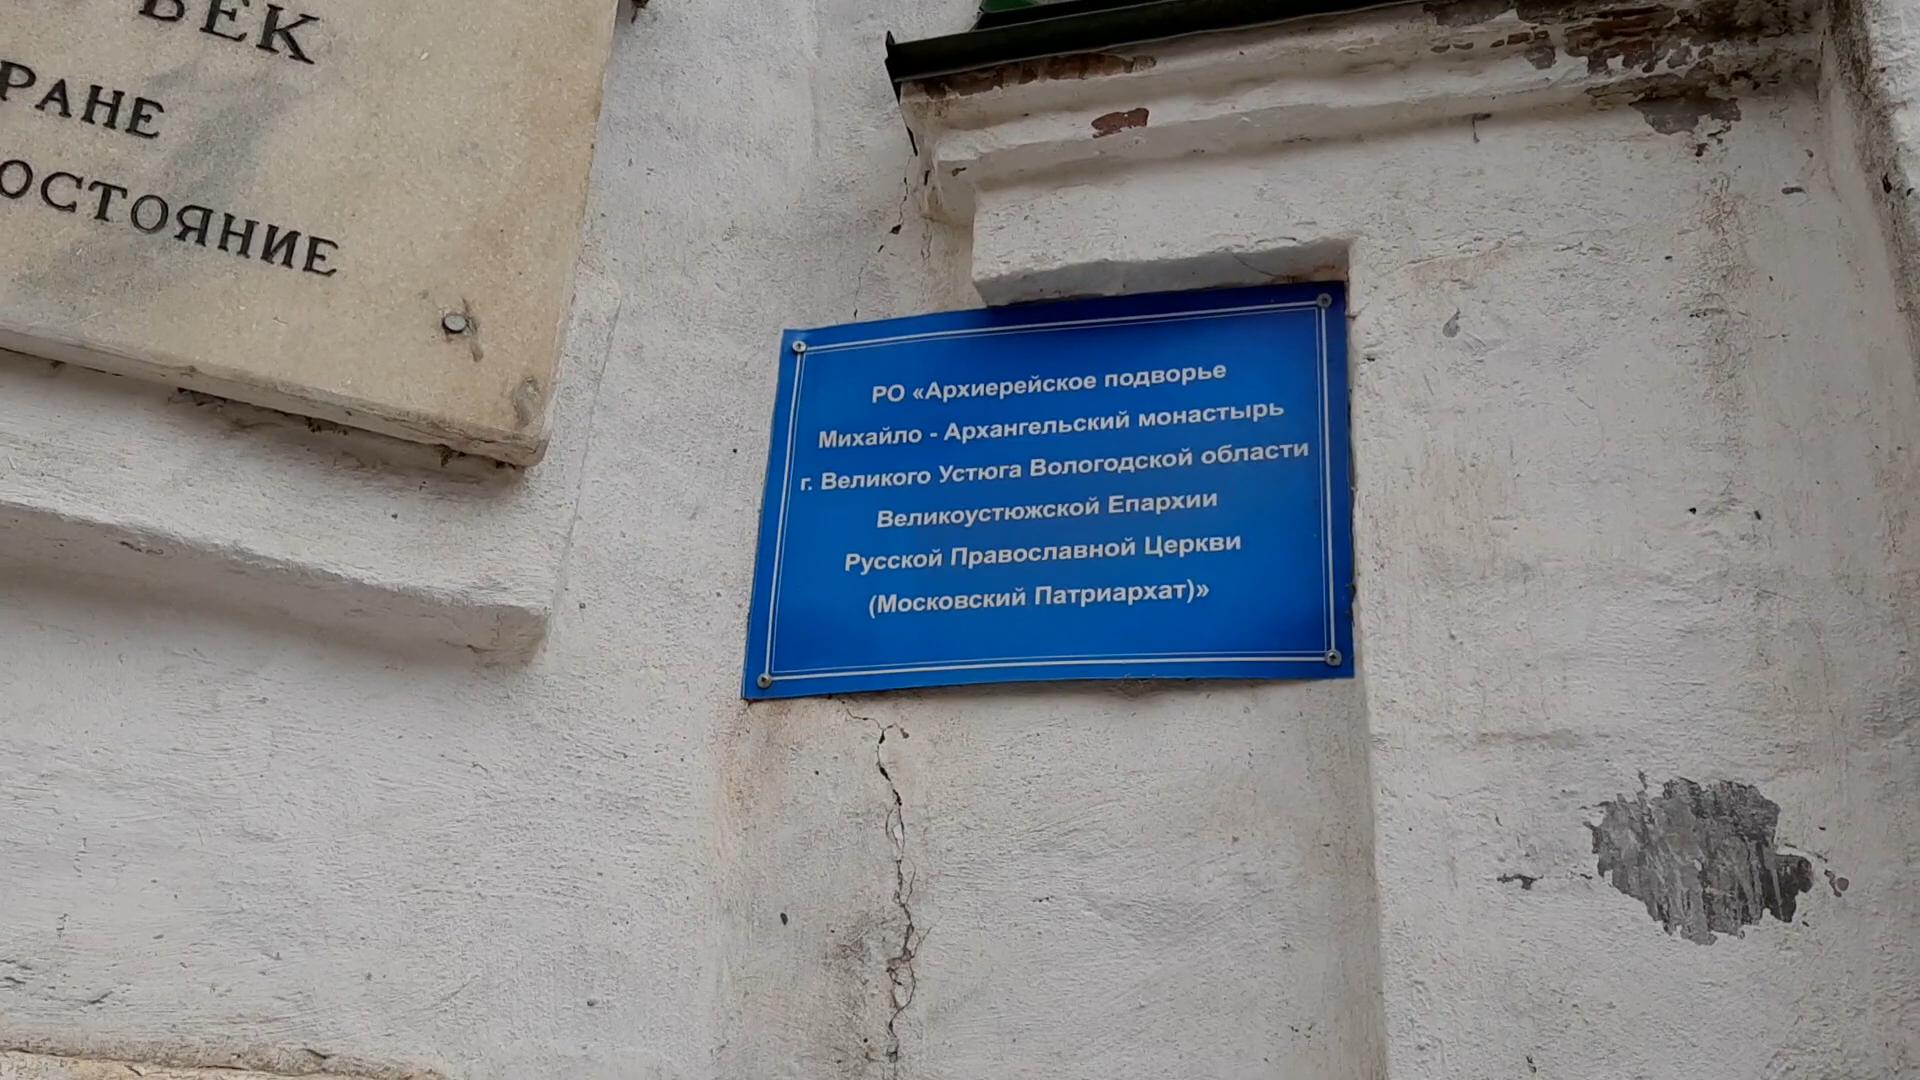 ВЕК
РАНЕ
ОСТОЯНИЕ
РО «Архиерейское подворье
Михайло - Архангельский монастырь
г. Великого Устюга Вологодской области
Великоустюжской Епархии
Русской Православной Церкви
(Московский Патриархат)»